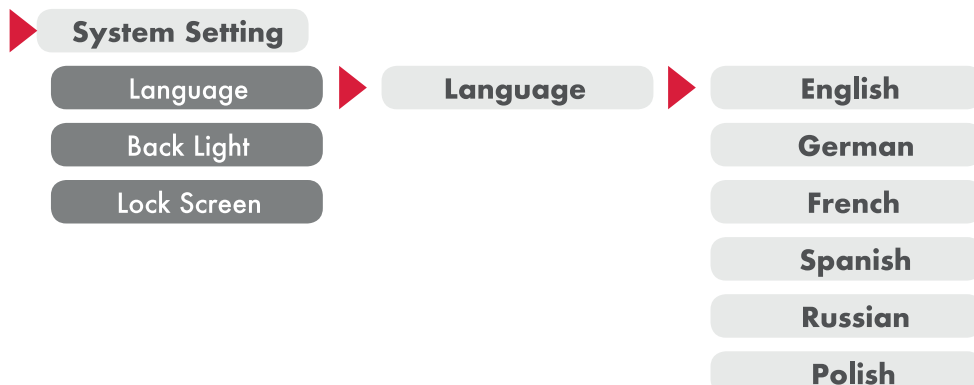 System Setting
Language
Back Light
Lock Screen
Language
English
German
French
Spanish
Russian
Polish